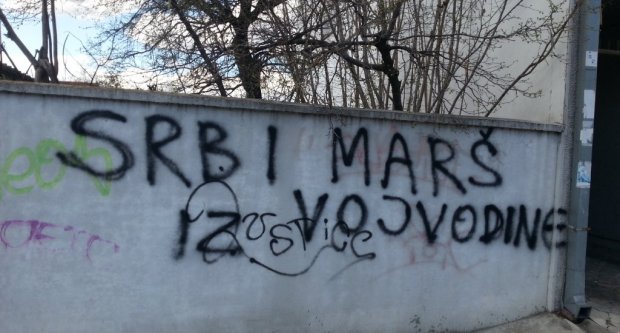 SRBI MARŠ
IZ VOJVODINE